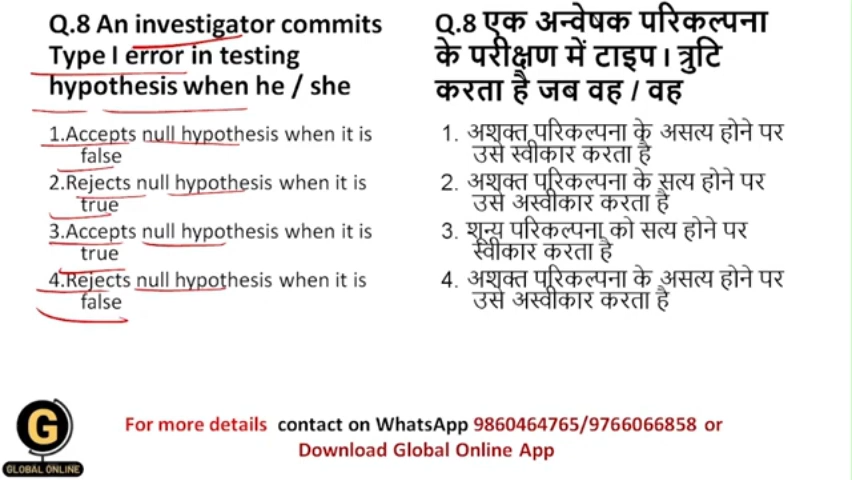 Q.8 An investigator commits
Type I error in testing
hypothesis when he / she
1.Accepts null hypothesis when it is
false
2.Rejects null hypothesis when it is
true
3.Accepts null hypothesis when it is
true
4.Rejects null hypothesis when it is
false
Q.8 एक अन्वेषक परिकल्पना
के परीक्षण में टाइप । त्रुटि
करता है जब वह / वह
1. अशक्त परिकल्पना के असत्य होने पर
उसे स्वीकार करता है
2. अशक्त परिकल्पना के सत्य होने पर
उसे अस्वीकार करता है
3. शून्य परिकल्पना को सत्य होने पर
स्वीकार करता है
4. अशक्त परिकल्पना के असत्य होने पर
उसे अस्वीकार करता है
G
GLOBAL ONLINE
For more details contact on WhatsApp 9860464765/9766066858 or
Download Global Online App